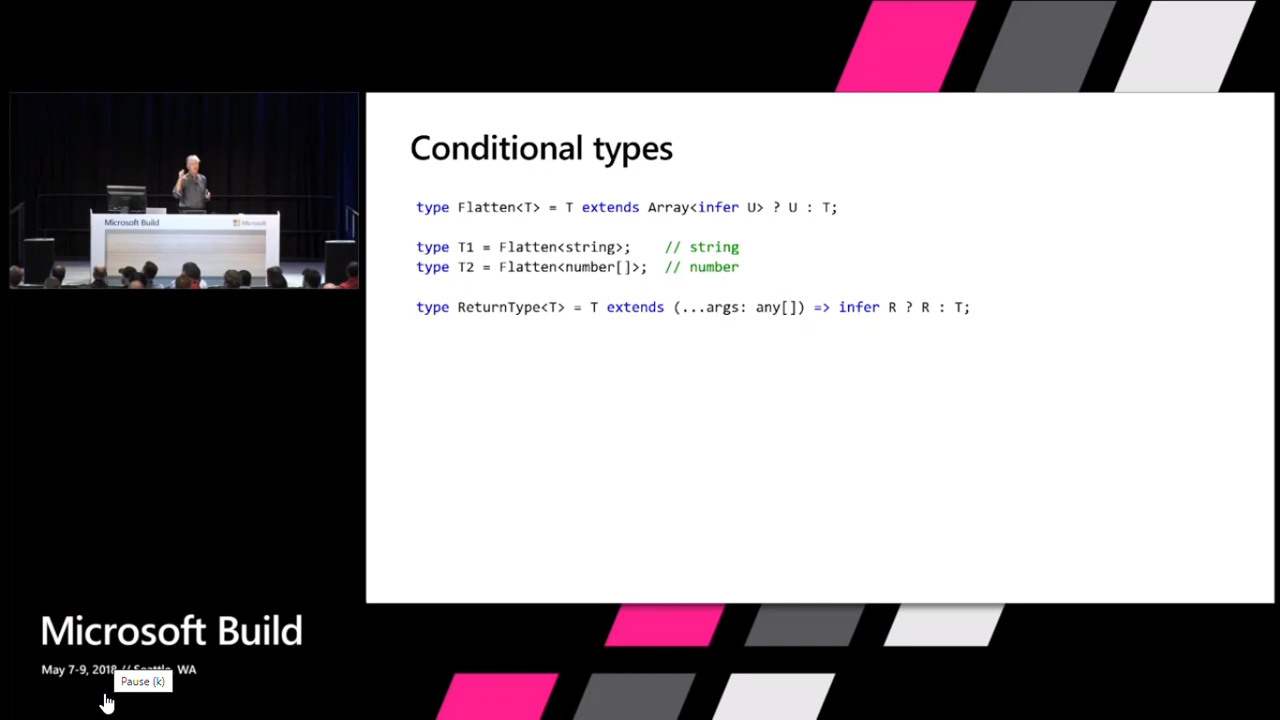 Conditional types
type Flatten<T> = T extends Array<infer U> ? U : T;
type T1 = Flatten<string>;    // string
type T2 = Flatten<number[]>;  // number
type ReturnType<T> = T extends (...args: any[]) => infer R ? R : T;
Microsoft Build
Microsoft
Microsoft Build
May 7-9, 2018 // Seattle, WA
Pause (k)